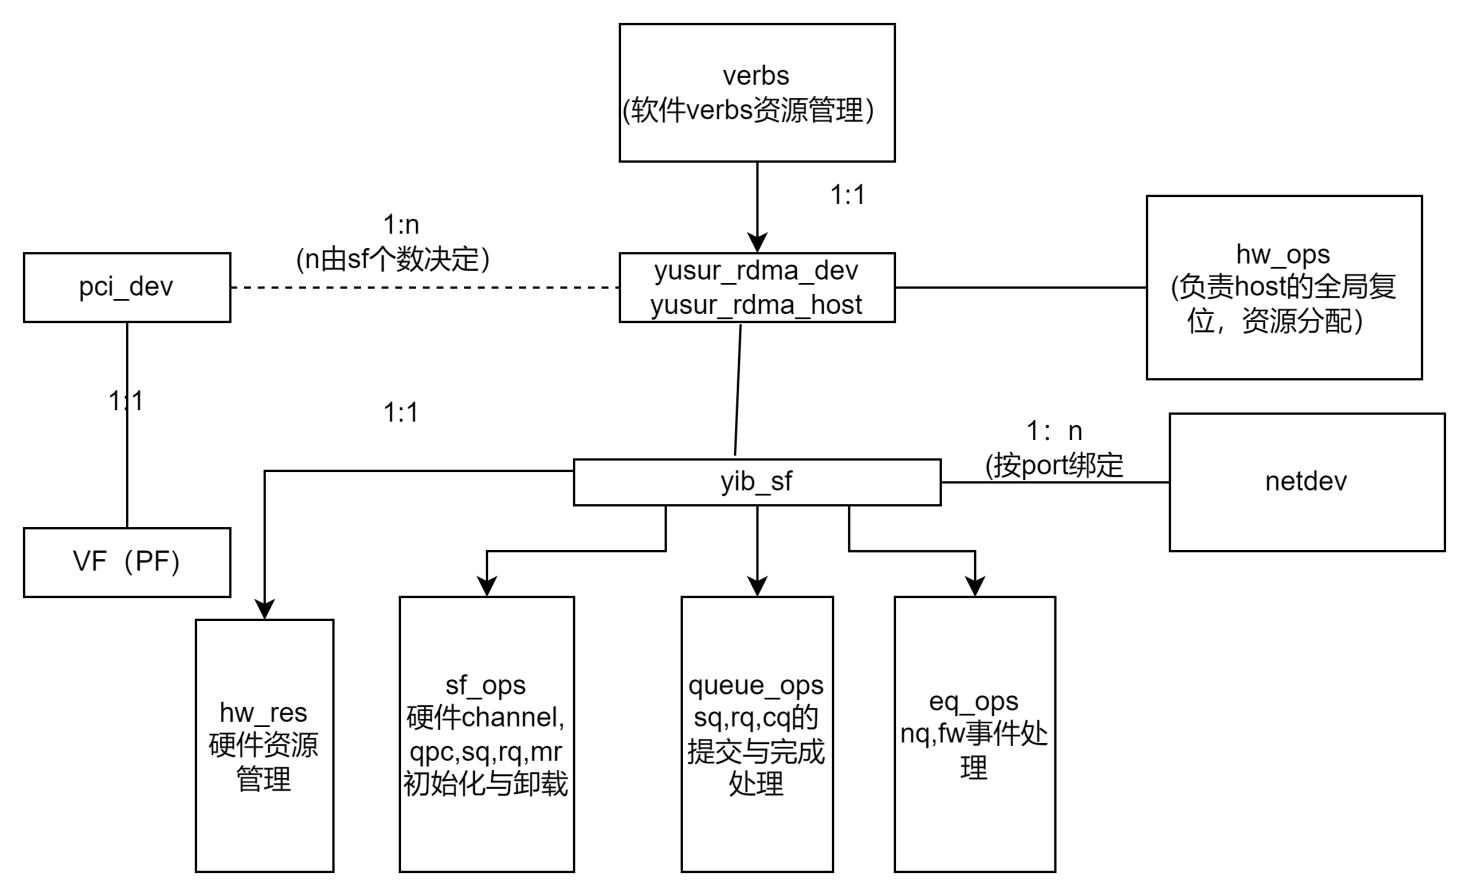 verbs
(软件verbs资源管理）
1:1
1:n
(n由sf个数决定）
pci_dev
yusur_rdma_dev
yusur_rdma_host
hw_ops
(负责host的全局复
位，资源分配）
1:1
1:1
1：n
(按port绑定
yib_sf
netdev
VF（PF)
hw_res
硬件资源
管理
sf_ops
硬件channel,
qpc,sq,rq,mr
初始化与卸载
queue_ops
sq,rq,cq的
提交与完成
处理
eq_ops
nq,fw事件处
理